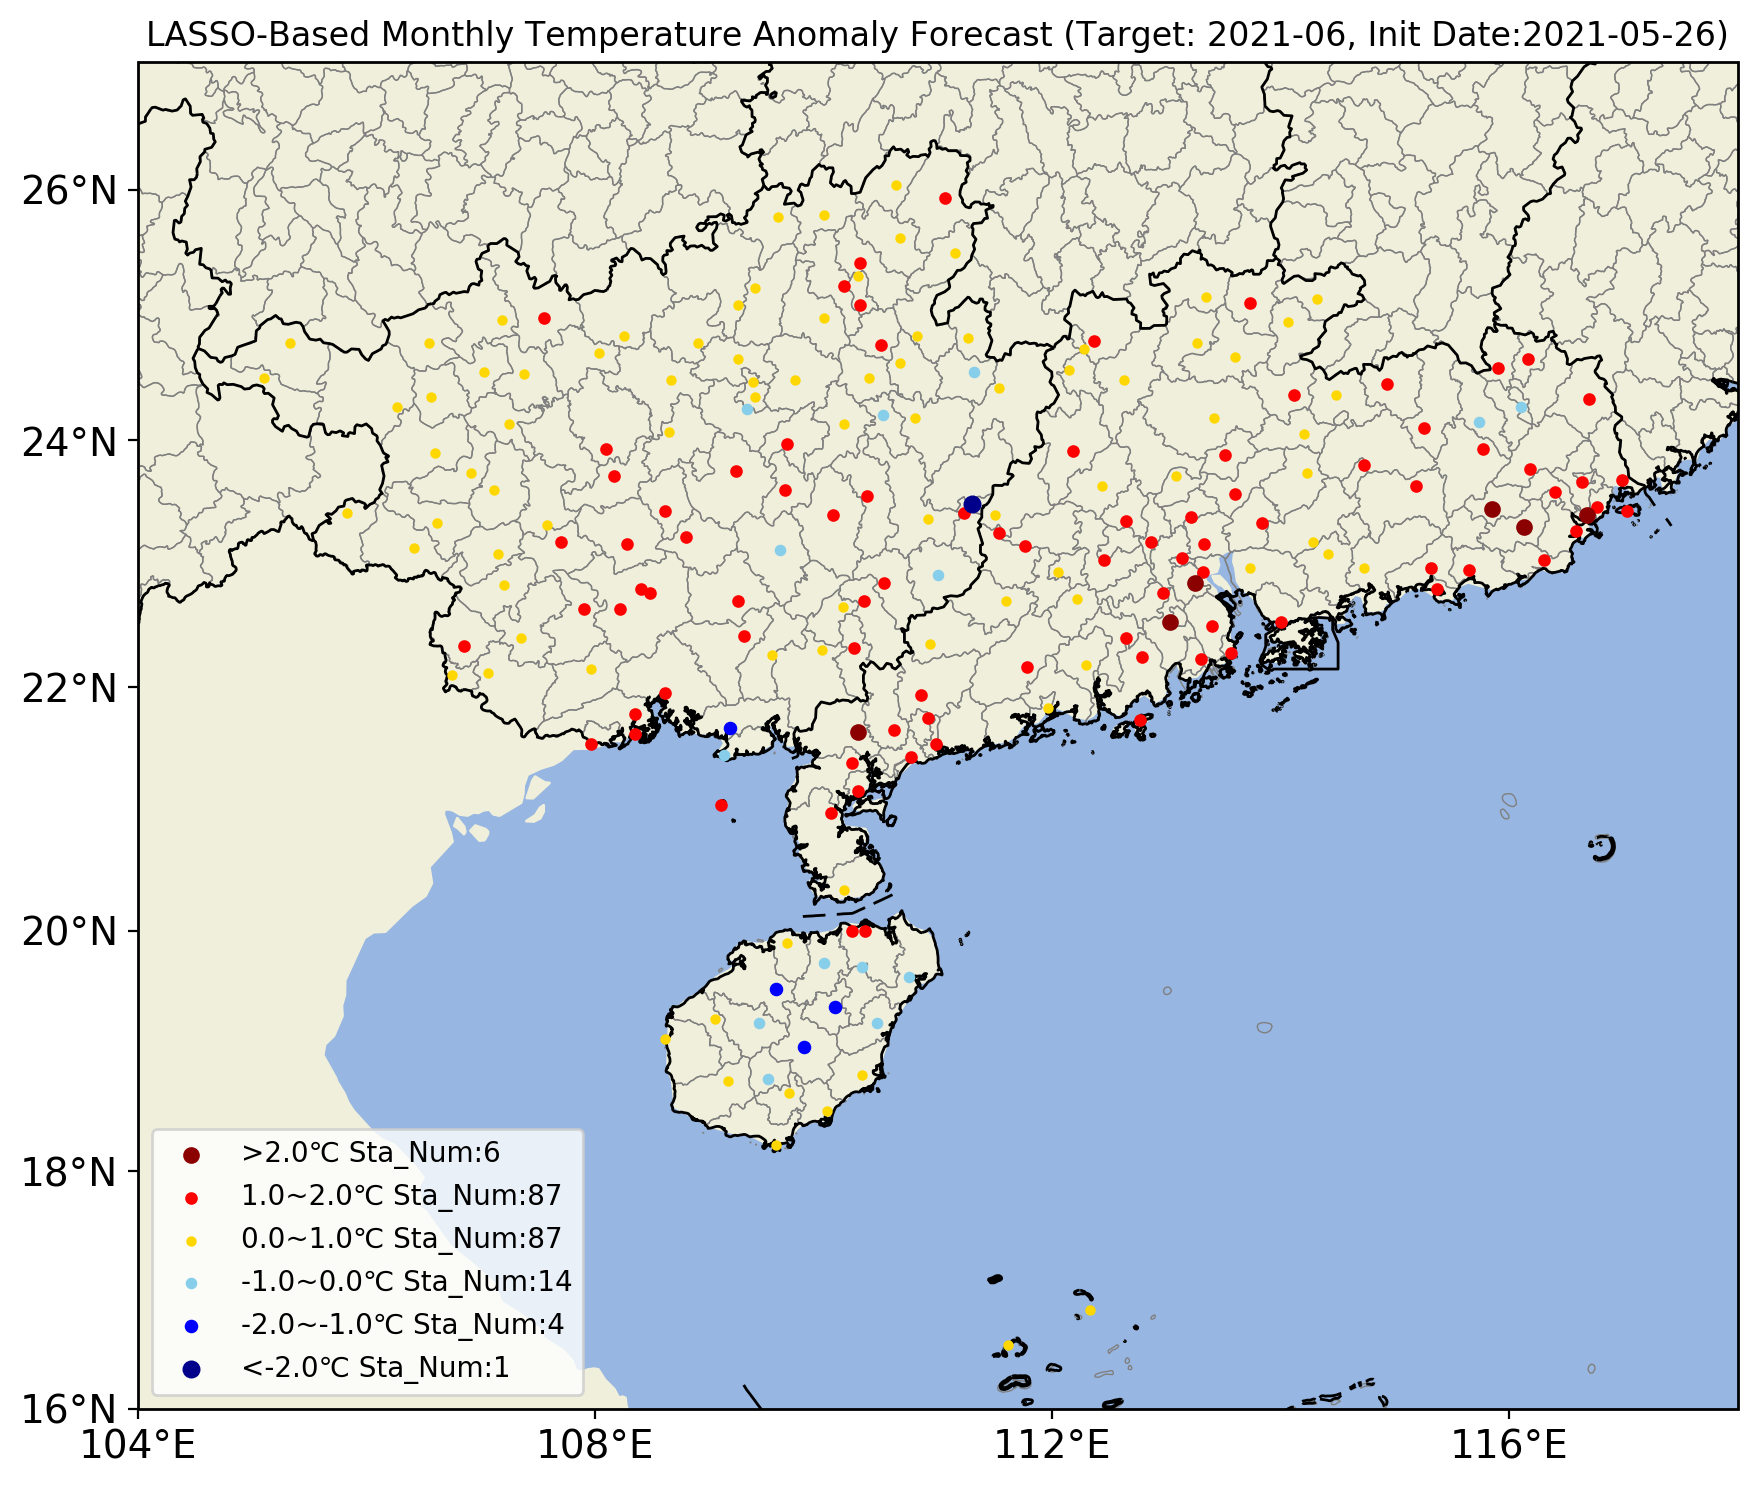 LASSO-Based Monthly Temperature Anomaly Forecast (Target: 2021-06, Init Date:2021-05-26)
26°N
24°N
22°N
20°N
18°N
16°N
>2.0℃ Sta_Num:6
1.0~2.0℃ Sta_Num:87
0.0~1.0℃ Sta_Num:87
-1.0~0.0℃ Sta_Num:14
-2.0~-1.0℃ Sta_Num:4
<-2.0℃ Sta_Num:1
104°E
108°E
112°E
116°E